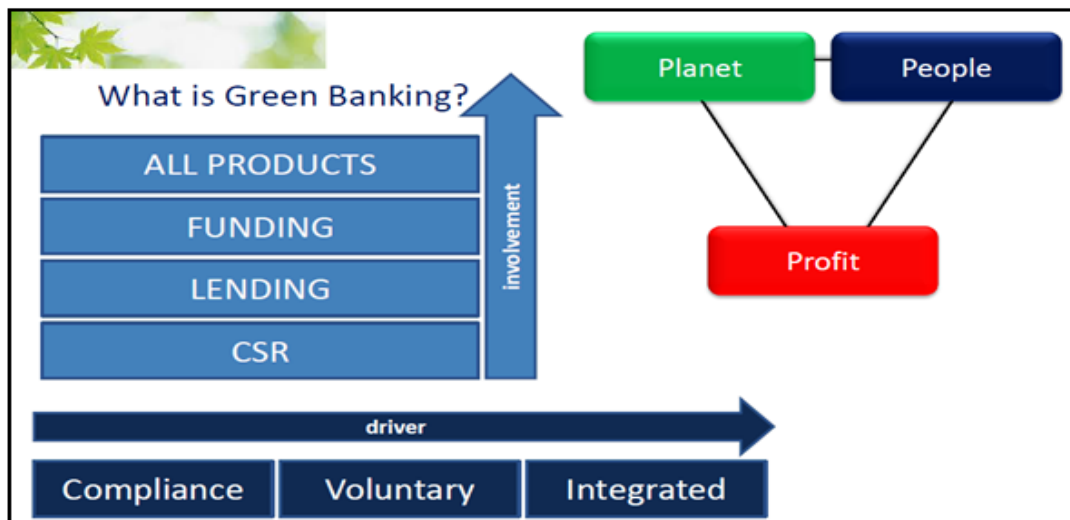 What is Green Banking?
ALL PRODUCTS
FUNDING
LENDING
CSR
involvement
Planet
People
Profit
driver
Compliance
Voluntary
Integrated